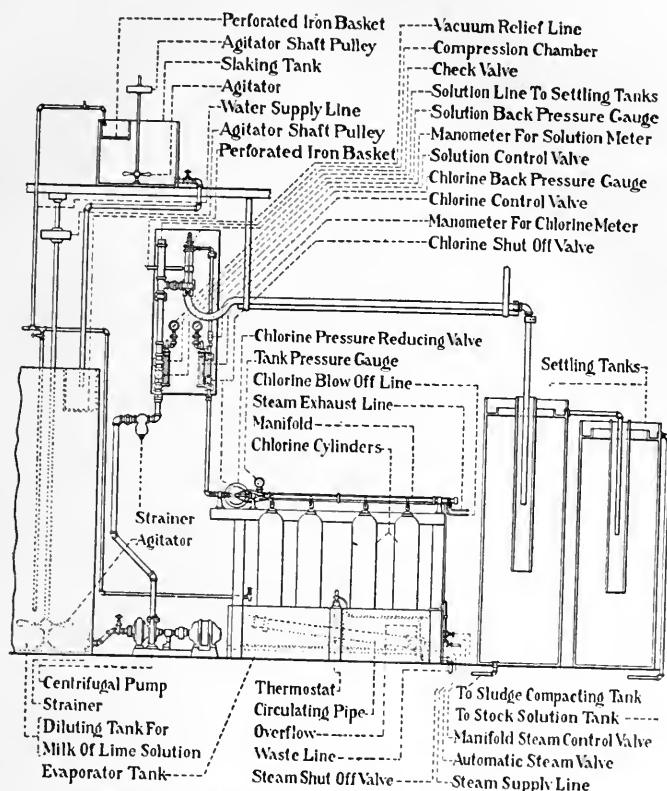 Perforated Iron Basket
Agitator Shaft Pulley
Slaking Tank
Agitator
Water Supply Line
Agitator Shaft Pulley
Perforated Iron Basket
Vacuum Relief Line
Compression Chamber
Check Valve
Solution Line To Settling Tanks
Solution Back Pressure Gauge
Manometer For Solution Meter
Solution Control Valve
Chlorine Back Pressure Gauge
Chlorine Control Valve
Manometer For Chlorine Meter
Chlorine Shut Off Valve
Chlorine Pressure Reducing Valve
Tank Pressure Gauge
Chlorine Blow Off Line
Steam Exhaust Line
Manifold
Chlorine Cylinders
Settling Tanks
Strainer
Agitator
Centrifugal Pump
Strainer
Diluting Tank For
Milk Of Lime Solution
Evaporator Tank
Thermostat
Circulating Pipe
Overflow
Waste Line
Steam Shut Off Valve
To Sludge Compacting Tank
To Stock Solution Tank
Manifold Steam Control Valve
Automatic Steam Valve
Steam Supply Line